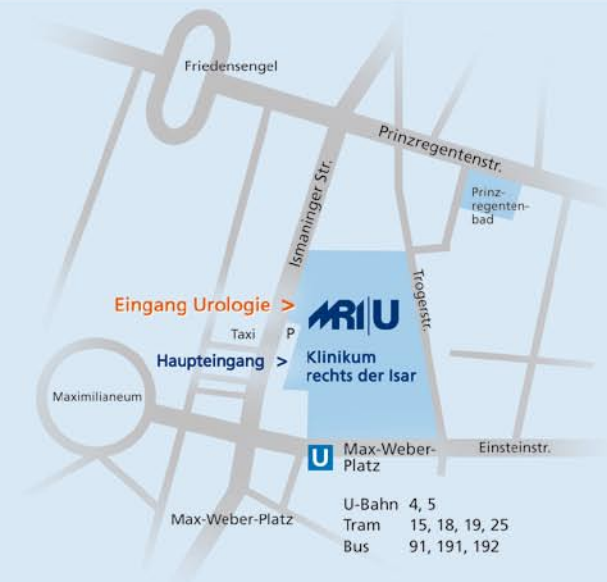 Friedensengel
Prinzregentenstr.
Prinz-
regenten-
bad
Ismaninger Str.
Trogerstr.
Eingang Urologie >
MRI U
Taxi P
Haupteingang >
Klinikum
rechts der Isar
Maximilianeum
U
Max-Weber-
Platz
Einsteinstr.
Max-Weber-Platz
U-Bahn 4, 5
Tram 15, 18, 19, 25
Bus 91, 191, 192